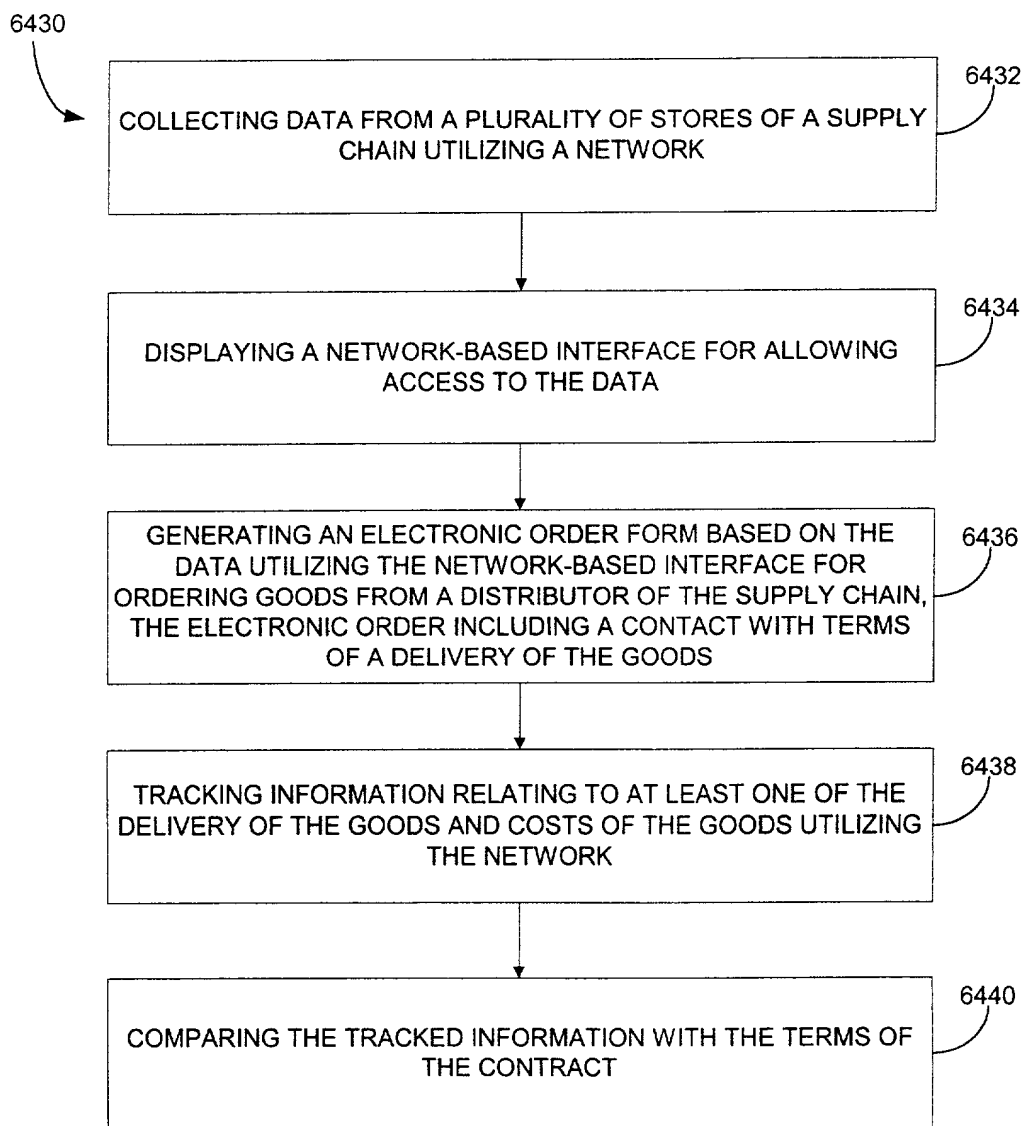 6430
6432
COLLECTING DATA FROM A PLURALITY OF STORES OF A SUPPLY
CHAIN UTILIZING A NETWORK
6434
DISPLAYING A NETWORK-BASED INTERFACE FOR ALLOWING
ACCESS TO THE DATA
6436
GENERATING AN ELECTRONIC ORDER FORM BASED ON THE
DATA UTILIZING THE NETWORK-BASED INTERFACE FOR
ORDERING GOODS FROM A DISTRIBUTOR OF THE SUPPLY CHAIN,
THE ELECTRONIC ORDER INCLUDING A CONTACT WITH TERMS
OF A DELIVERY OF THE GOODS
6438
TRACKING INFORMATION RELATING TO AT LEAST ONE OF THE
DELIVERY OF THE GOODS AND COSTS OF THE GOODS UTILIZING
THE NETWORK
6440
COMPARING THE TRACKED INFORMATION WITH THE TERMS OF
THE CONTRACT